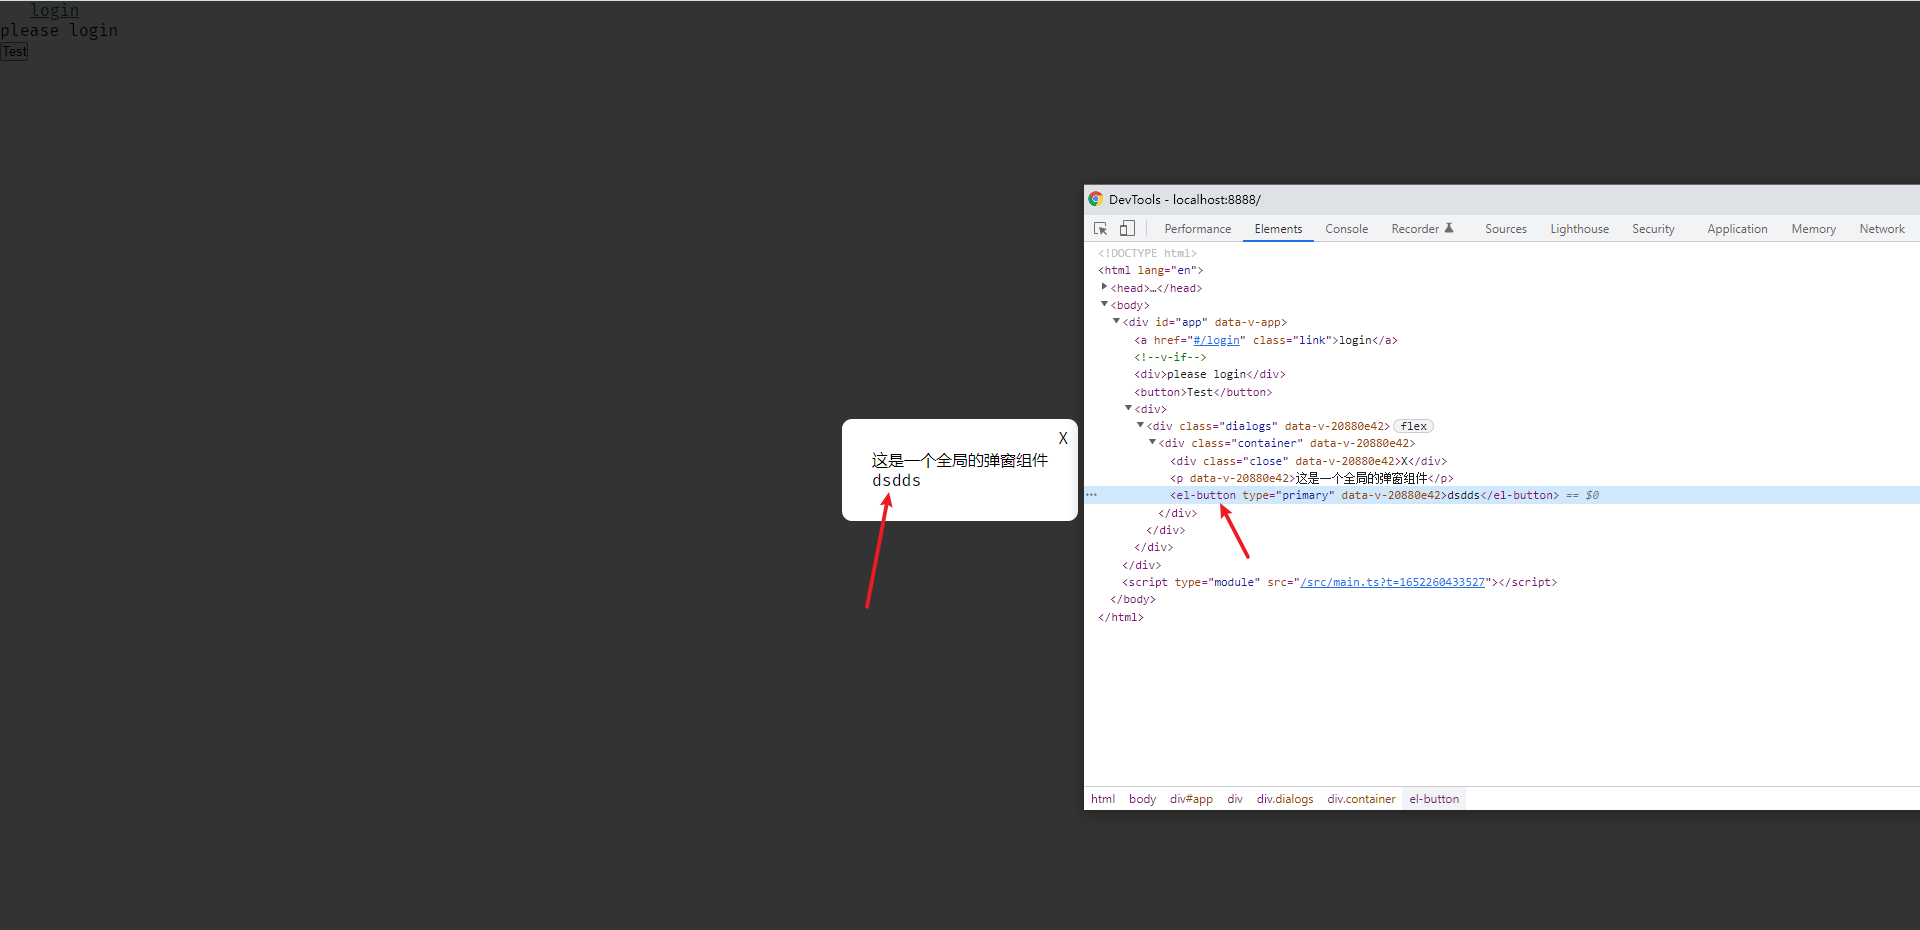 login
please login
Test
X
这是一个全局的弹窗组件
dsdds
DevTools - localhost:8888/
Performance Elements Console Recorder Sources Lighthouse Security Application Memory Network
<!DOCTYPE html>
<html lang="en">
<head>…</head>
<body>
<div id="app" data-v-app>
<a href="#/login" class="link">login</a>
<!--v-if-->
<div>please login</div>
<button>Test</button>
<div>
<div class="dialogs" data-v-20880e42> flex
<div class="container" data-v-20880e42>
<div class="close" data-v-20880e42>X</div>
<p data-v-20880e42>这是一个全局的弹窗组件</p>
… <el-button type="primary" data-v-20880e42>dsdds</el-button> == $0
</div>
</div>
</div>
</div>
<script type="module" src="/src/main.ts?t=1652260433527"></script>
</body>
</html>
html body div#app div div.dialogs div.container el-button